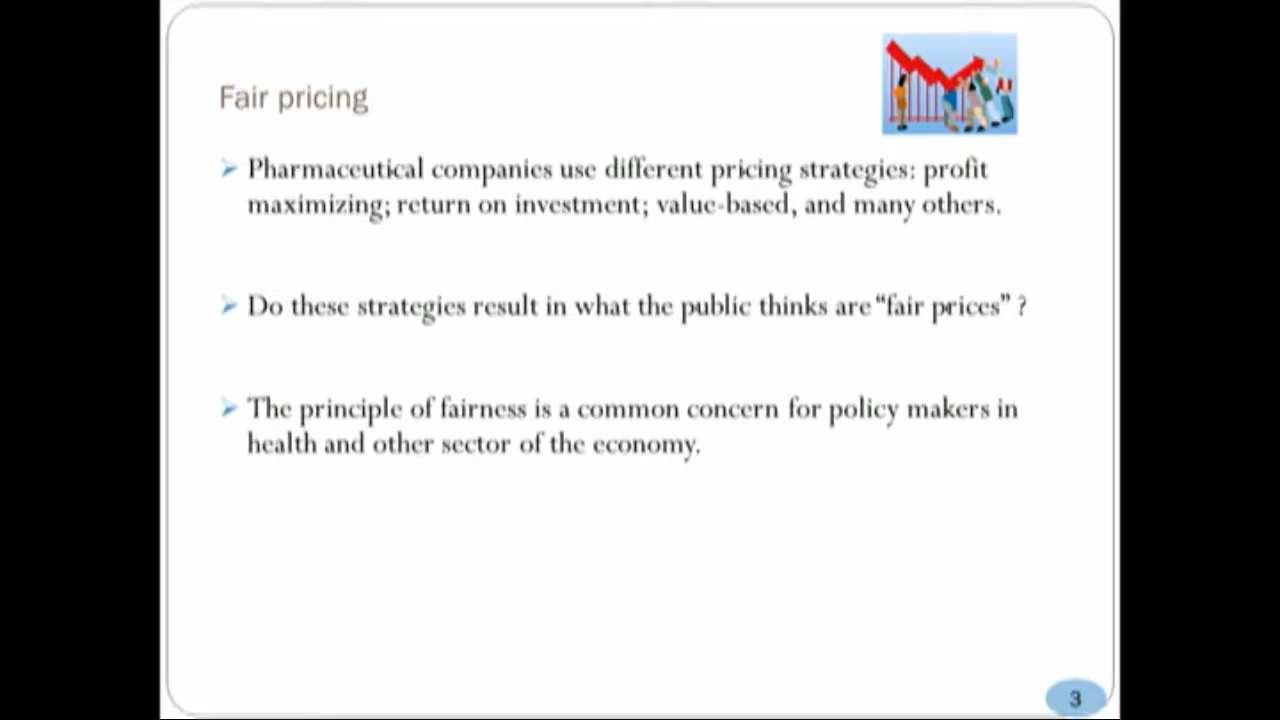 Fair pricing
➢ Pharmaceutical companies use different pricing strategies: profit
maximizing; return on investment; value-based, and many others.
➢ Do these strategies result in what the public thinks are “fair prices” ?
➢ The principle of fairness is a common concern for policy makers in
health and other sector of the economy.
3